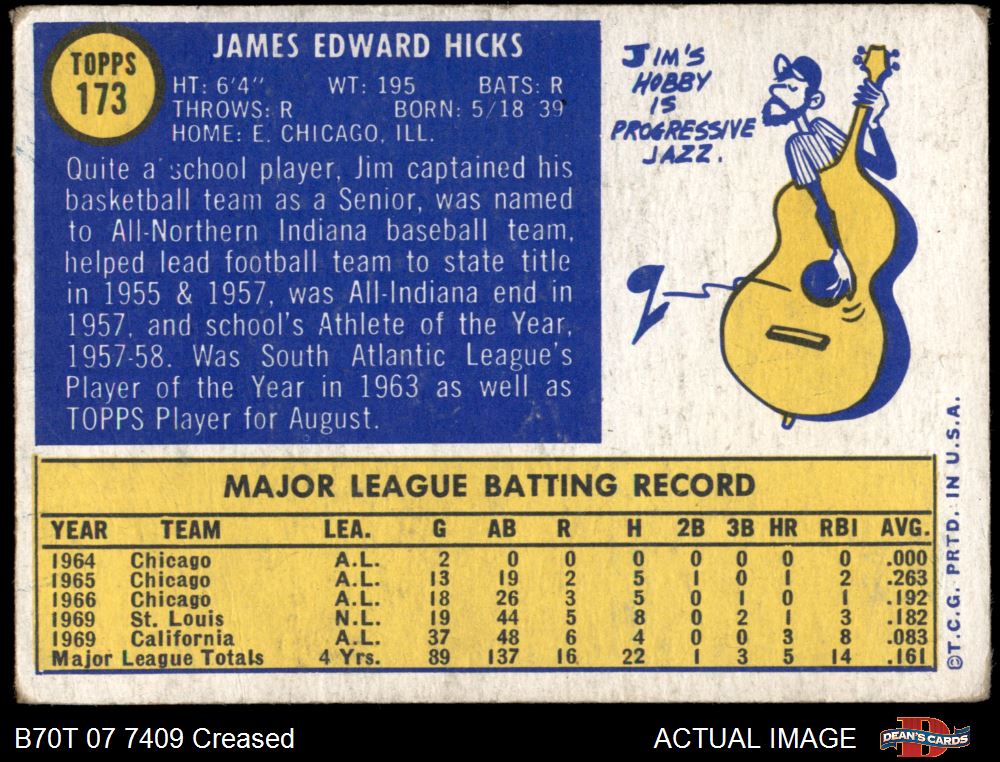 TOPPS
173
JAMES EDWARD HICKS
HT: 6'4" WT: 195 BATS: R
THROWS: R BORN: 5/18 39
HOME: E. CHICAGO, ILL.
Quite a school player, Jim captained his
basketball team as a Senior, was named
to All-Northern Indiana baseball team,
helped lead football team to state title
in 1955 & 1957, was All-Indiana end in
1957, and school's Athlete of the Year,
1957-58. Was South Atlantic League's
Player of the Year in 1963 as well as
TOPPS Player for August.
JIM'S
HOBBY
IS
PROGRESSIVE
JAZZ.
MAJOR LEAGUE BATTING RECORD
YEAR TEAM LEA. G AB R H 2B 3B HR RBI AVG.
1964 Chicago A.L. 2 0 0 0 0 0 0 0 .000
1965 Chicago A.L. 13 19 2 5 1 0 1 2 .263
1966 Chicago A.L. 18 26 3 5 0 1 0 1 .192
1969 St. Louis N.L. 19 44 5 8 0 2 1 3 .182
1969 California A.L. 37 48 6 4 0 0 3 8 .083
Major League Totals 4 Yrs. 89 137 16 22 1 3 5 14 .161
©T.C.G. PRTD. IN U.S.A.
B70T 07 7409 Creased
ACTUAL IMAGE
D
DEAN'S CARDS